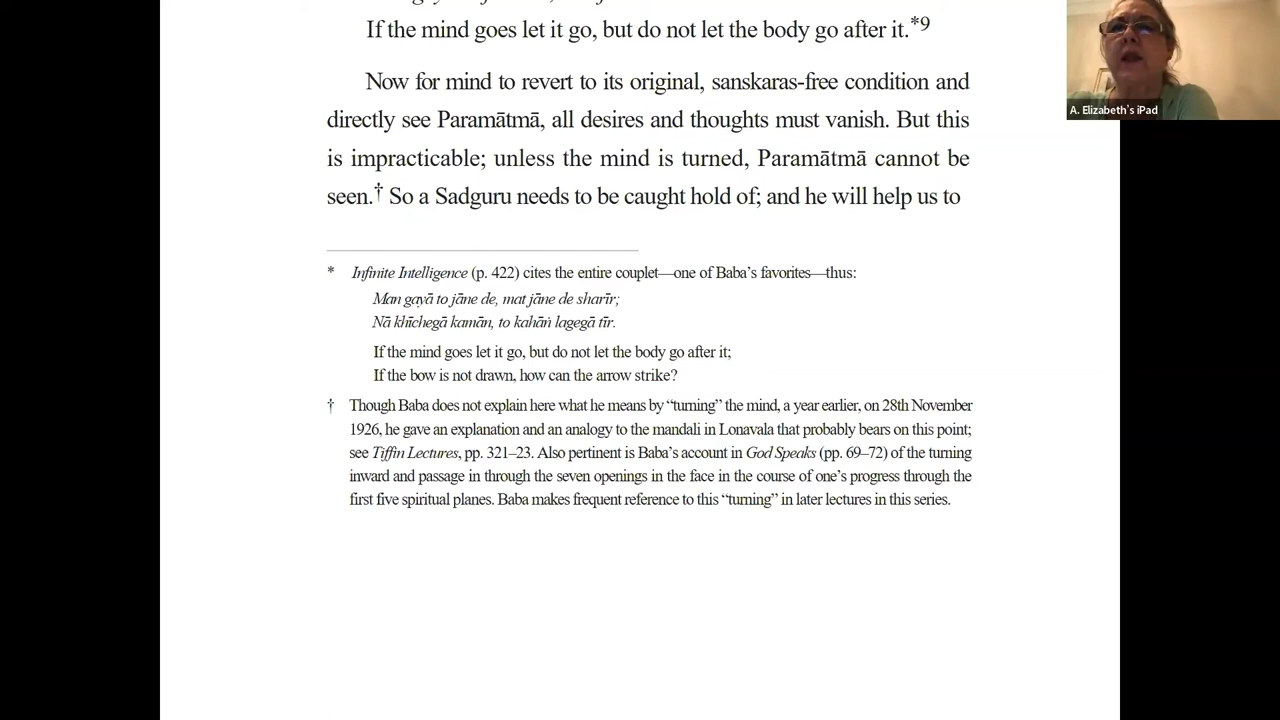 If the mind goes let it go, but do not let the body go after it.*9
A. Elizabeth's iPad
Now for mind to revert to its original, sanskaras-free condition and
directly see Paramātmā, all desires and thoughts must vanish. But this
is impracticable; unless the mind is turned, Paramātmā cannot be
seen.† So a Sadguru needs to be caught hold of; and he will help us to
* Infinite Intelligence (p. 422) cites the entire couplet—one of Baba's favorites—thus:
Man gayā to jāne de, mat jāne de sharīr;
Nā khīchegā kamān, to kahāṅ lagegā tīr.
If the mind goes let it go, but do not let the body go after it;
If the bow is not drawn, how can the arrow strike?
† Though Baba does not explain here what he means by “turning” the mind, a year earlier, on 28th November
1926, he gave an explanation and an analogy to the mandali in Lonavala that probably bears on this point;
see Tiffin Lectures, pp. 321–23. Also pertinent is Baba's account in God Speaks (pp. 69–72) of the turning
inward and passage in through the seven openings in the face in the course of one's progress through the
first five spiritual planes. Baba makes frequent reference to this “turning” in later lectures in this series.